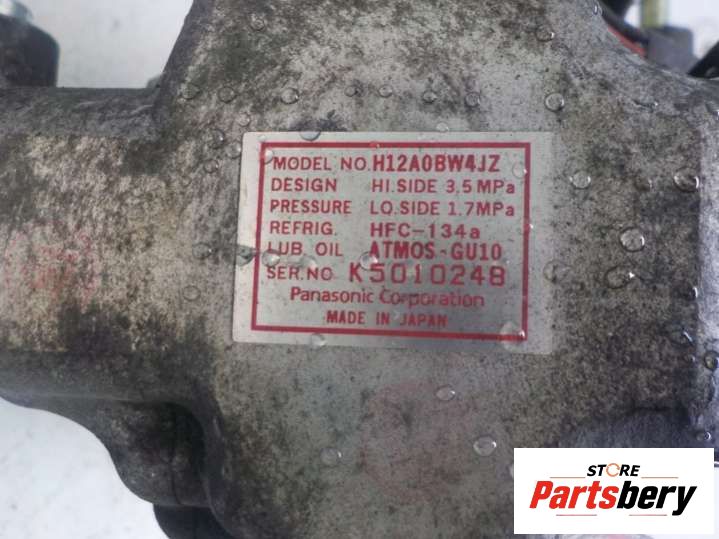 MODEL NO. H12A0BW4JZ
DESIGN HI.SIDE 3.5 MPa
PRESSURE LO.SIDE 1.7MPa
REFRIG. HFC-134a
LUB. OIL ATMOS-GU10
SER.NO K5010248
Panasonic Corporation
MADE IN JAPAN
STORE
Partsbery